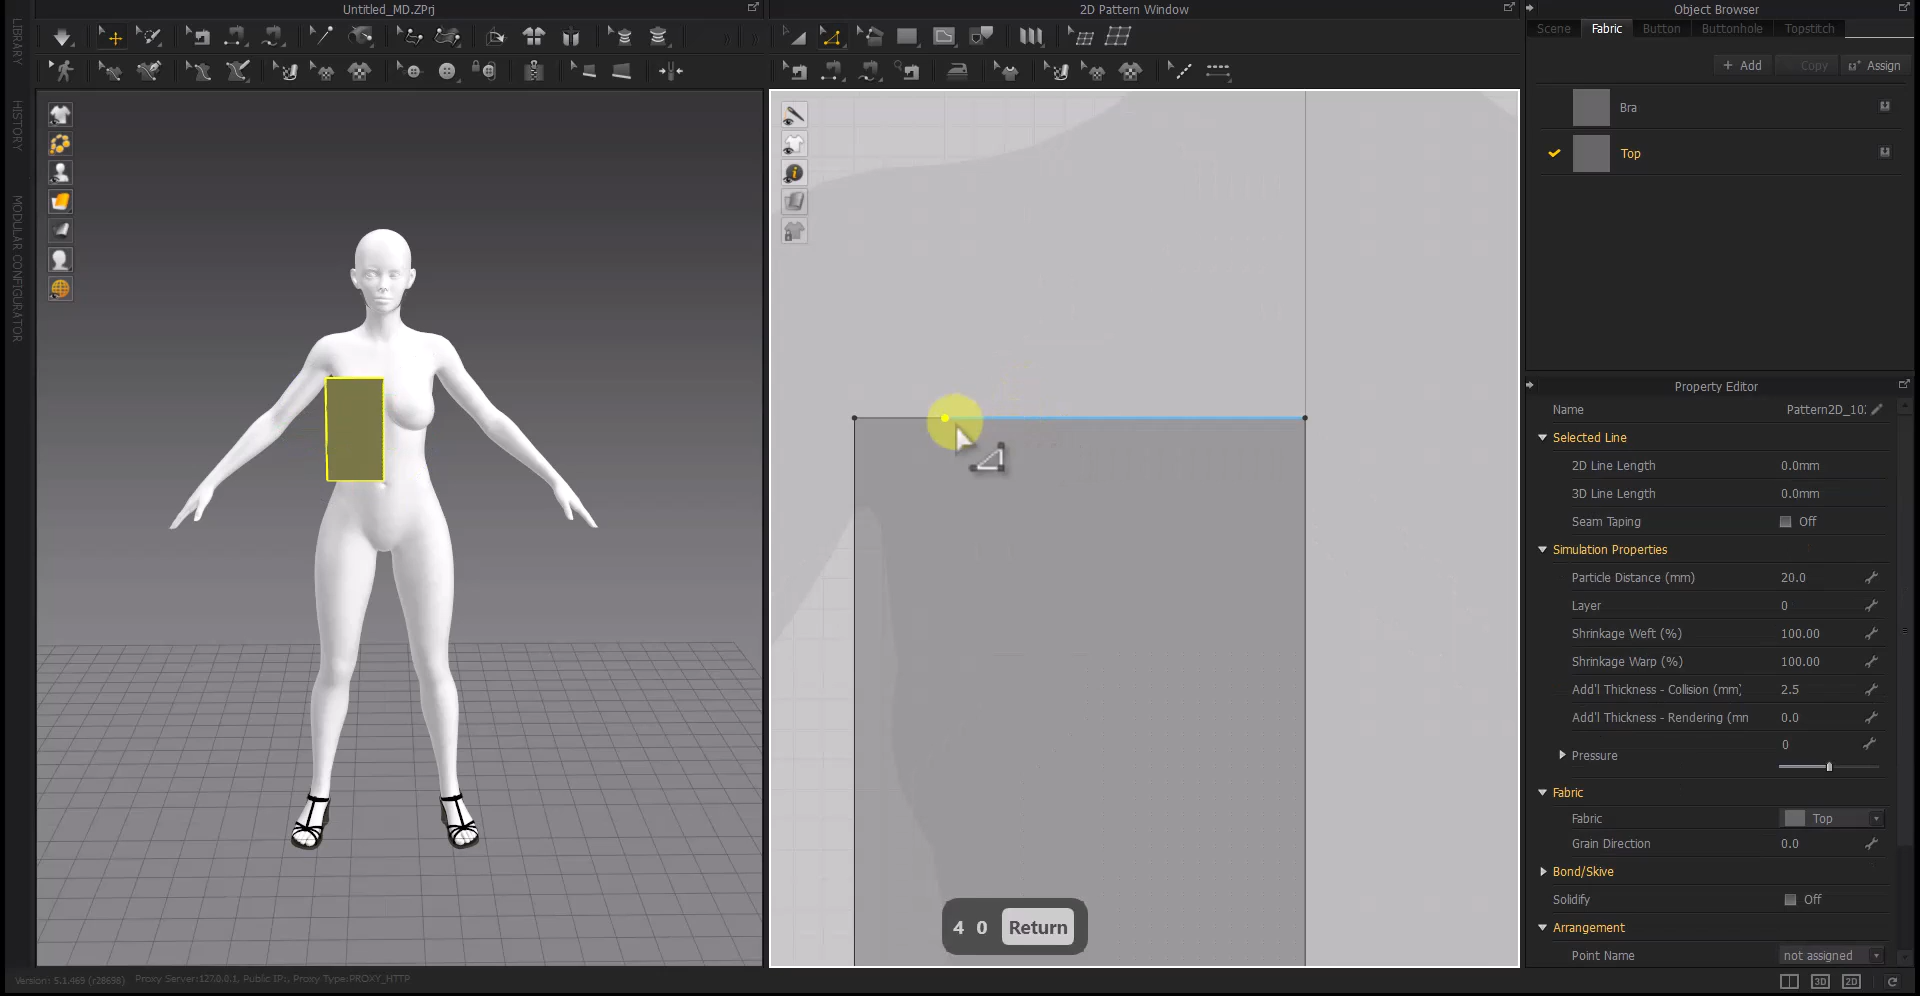 Untitled_MD.ZPrj
2D Pattern Window
Object Browser
LIBRARY
HISTORY
MODULAR CONFIGURATOR
Scene
Fabric
Button
Buttonhole
Topstitch
+ Add
Copy
Assign
Bra
Top
Property Editor
Name
Selected Line
2D Line Length 0.0mm
3D Line Length 0.0mm
Seam Taping Off
Simulation Properties
Particle Distance (mm) 20.0
Layer 0
Shrinkage Weft (%) 100.00
Shrinkage Warp (%) 100.00
Add'l Thickness - Collision (mm) 2.5
Add'l Thickness - Rendering (mn 0.0
Pressure 0
Fabric
Fabric Top
Grain Direction 0.0
Bond/Skive
Solidify Off
Arrangement
Point Name not assigned
4 0 Return
Version: 5.1.469 (r28698) Proxy Server:127.0.0.1, Public IP:, Proxy Type:PROXY_HTTP
3D
2D